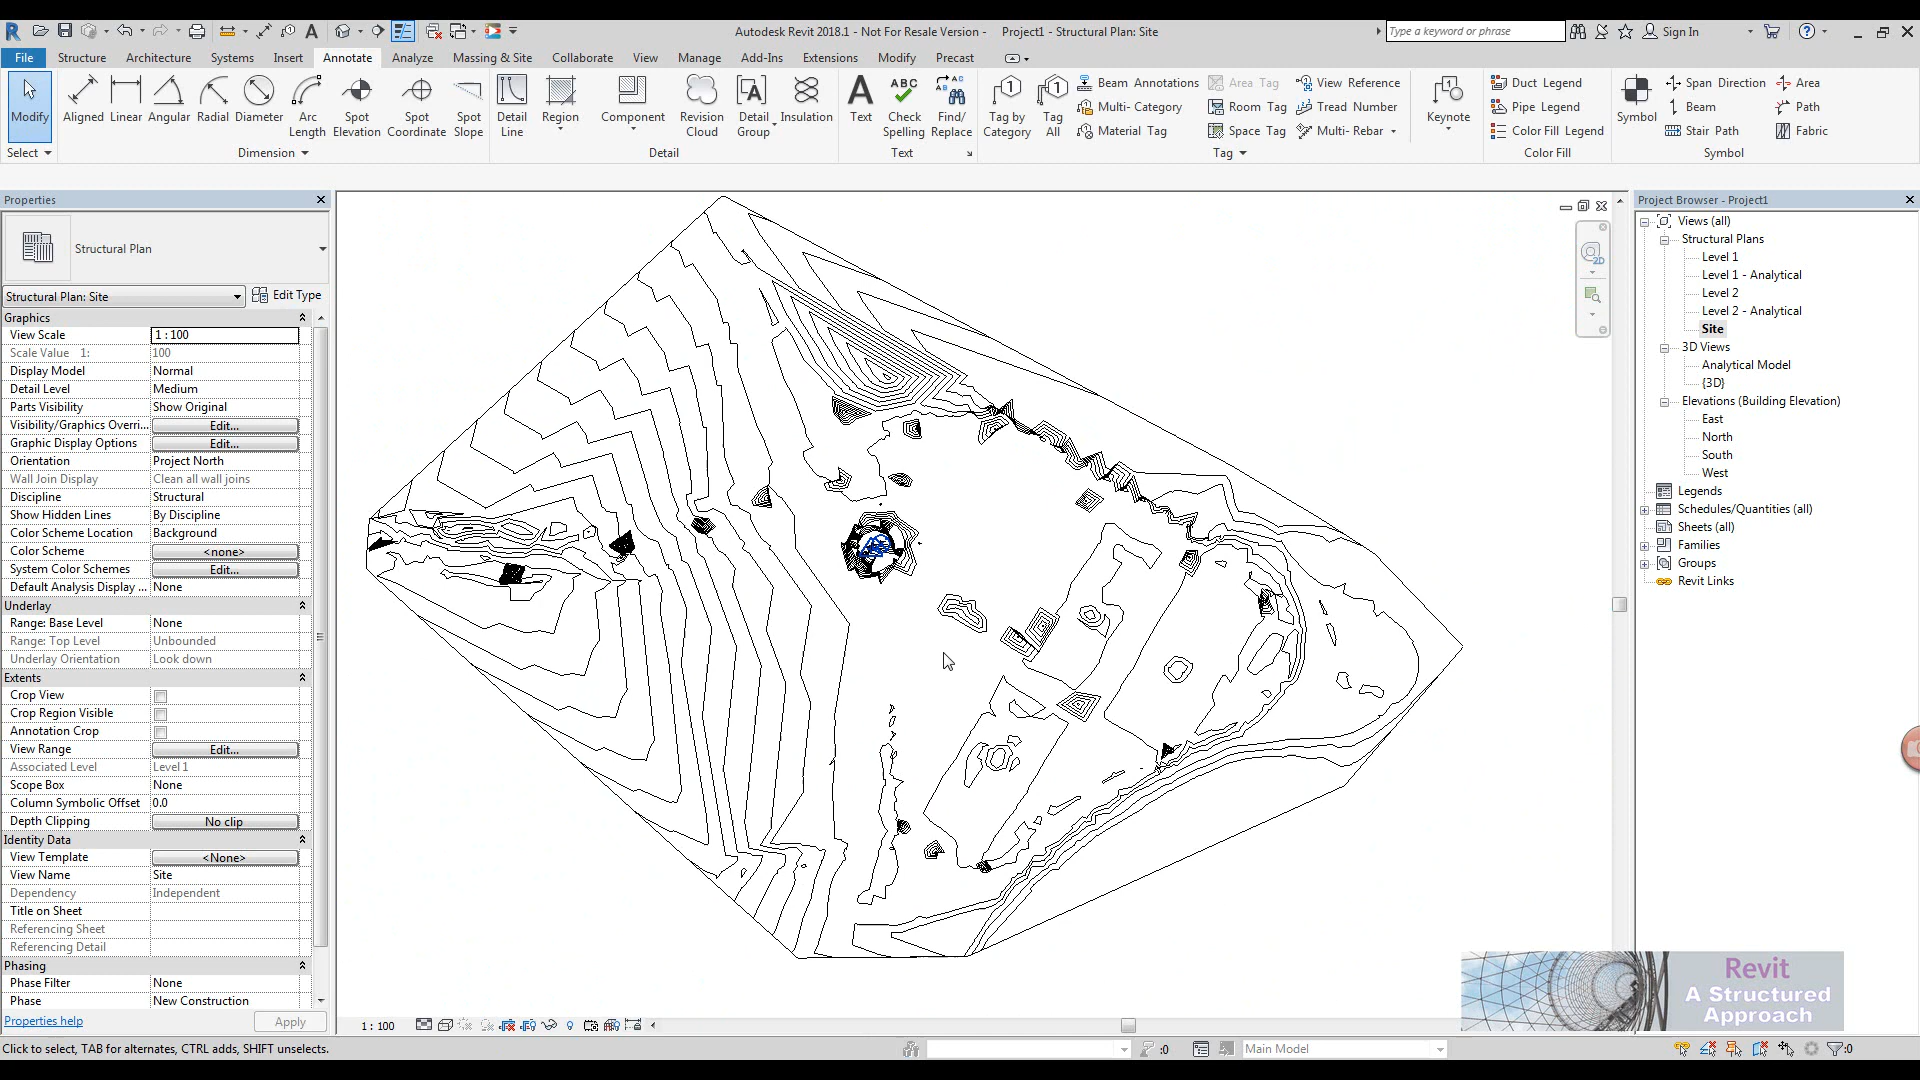 Autodesk Revit 2018.1 - Not For Resale Version - Project1 - Structural Plan: Site
Type a keyword or phrase
Sign In
File Structure Architecture Systems Insert Annotate Analyze Massing & Site Collaborate View Manage Add-Ins Extensions Modify Precast
Modify
Select
Aligned
Linear
Angular
Radial
Diameter
Arc Length
Spot Elevation
Spot Coordinate
Spot Slope
Dimension
Detail Line
Region
Component
Revision Cloud
Detail Group
Insulation
Detail
Text
ABC
Check Spelling
Find/ Replace
Text
Tag by Category
Tag All
Beam Annotations
Multi- Category
Material Tag
Area Tag
Room Tag
Space Tag
View Reference
Tread Number
Multi- Rebar
Tag
Keynote
Duct Legend
Pipe Legend
Color Fill Legend
Color Fill
Symbol
Span Direction
Beam
Stair Path
Area
Path
Fabric
Symbol
Properties
Structural Plan
Structural Plan: Site
Edit Type
Graphics
View Scale 1 : 100
Scale Value 1: 100
Display Model Normal
Detail Level Medium
Parts Visibility Show Original
Visibility/Graphics Overri... Edit...
Graphic Display Options Edit...
Orientation Project North
Wall Join Display Clean all wall joins
Discipline Structural
Show Hidden Lines By Discipline
Color Scheme Location Background
Color Scheme <none>
System Color Schemes Edit...
Default Analysis Display ... None
Underlay
Range: Base Level None
Range: Top Level Unbounded
Underlay Orientation Look down
Extents
Crop View
Crop Region Visible
Annotation Crop
View Range Edit...
Associated Level Level 1
Scope Box None
Column Symbolic Offset 0.0
Depth Clipping No clip
Identity Data
View Template <None>
View Name Site
Dependency Independent
Title on Sheet
Referencing Sheet
Referencing Detail
Phasing
Phase Filter None
Phase New Construction
Properties help
Apply
2D
Project Browser - Project1
Views (all)
Structural Plans
Level 1
Level 1 - Analytical
Level 2
Level 2 - Analytical
Site
3D Views
Analytical Model
{3D}
Elevations (Building Elevation)
East
North
South
West
Legends
Schedules/Quantities (all)
Sheets (all)
Families
Groups
Revit Links
Revit
A Structured
Approach
1 : 100
Click to select, TAB for alternates, CTRL adds, SHIFT unselects.
:0
Main Model
:0